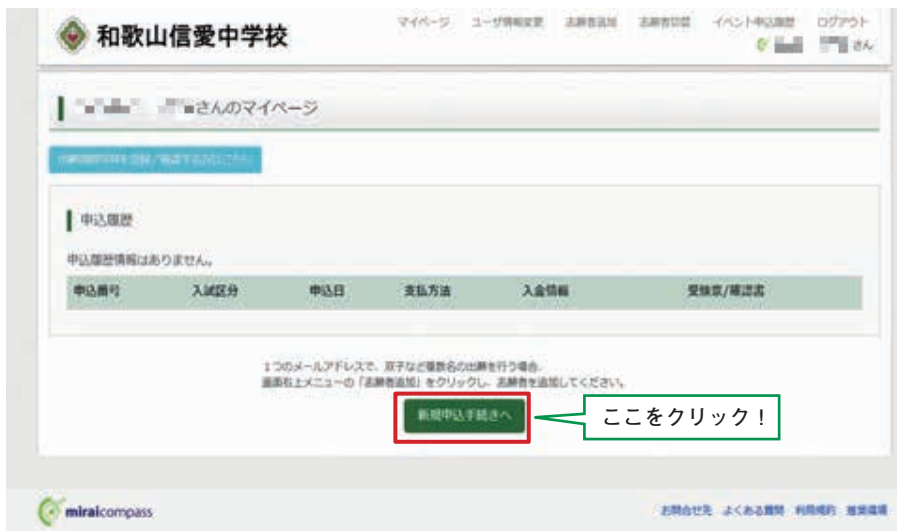 和歌山信愛中学校
マイページ ユーザ情報変更 志願者追加 志願者切替 イベント申込履歴 ログアウト
さん
さんのマイページ
申込履歴
申込履歴情報はありません。
申込番号 入試区分 申込日 支払方法 入金情報 受験票/確認書
1つのメールアドレスで、双子など複数名の出願を行う場合、
画面右上メニューの「志願者追加」をクリックし、志願者を追加してください。
新規申込手続きへ
ここをクリック！
miraicompass
お問合せ先 よくある質問 利用規約 推奨環境